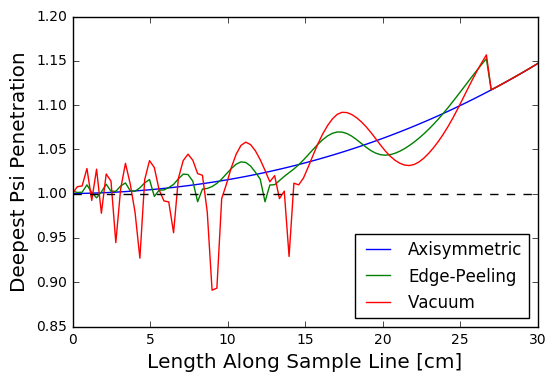 1.20
1.15
1.10
1.05
1.00
0.95
0.90
0.85
Deepest Psi Penetration
Axisymmetric
Edge-Peeling
Vacuum
0 5 10 15 20 25 30
Length Along Sample Line [cm]